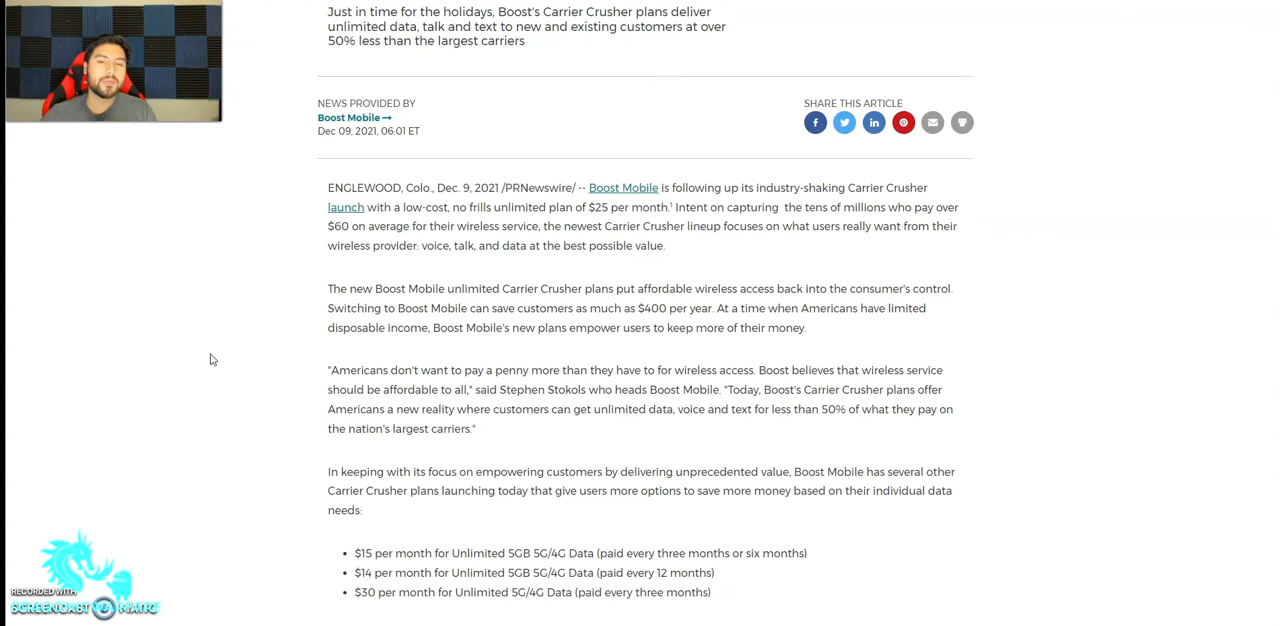 Just in time for the holidays, Boost's Carrier Crusher plans deliver
unlimited data, talk and text to new and existing customers at over
50% less than the largest carriers
NEWS PROVIDED BY
Boost Mobile →
Dec 09, 2021, 06:01 ET
SHARE THIS ARTICLE
ENGLEWOOD, Colo., Dec. 9, 2021 /PRNewswire/ -- Boost Mobile is following up its industry-shaking Carrier Crusher
launch with a low-cost, no frills unlimited plan of $25 per month.¹ Intent on capturing the tens of millions who pay over
$60 on average for their wireless service, the newest Carrier Crusher lineup focuses on what users really want from their
wireless provider: voice, talk, and data at the best possible value.
The new Boost Mobile unlimited Carrier Crusher plans put affordable wireless access back into the consumer's control.
Switching to Boost Mobile can save customers as much as $400 per year. At a time when Americans have limited
disposable income, Boost Mobile's new plans empower users to keep more of their money.
"Americans don't want to pay a penny more than they have to for wireless access. Boost believes that wireless service
should be affordable to all," said Stephen Stokols who heads Boost Mobile. "Today, Boost's Carrier Crusher plans offer
Americans a new reality where customers can get unlimited data, voice and text for less than 50% of what they pay on
the nation's largest carriers."
In keeping with its focus on empowering customers by delivering unprecedented value, Boost Mobile has several other
Carrier Crusher plans launching today that give users more options to save more money based on their individual data
needs:
• $15 per month for Unlimited 5GB 5G/4G Data (paid every three months or six months)
• $14 per month for Unlimited 5GB 5G/4G Data (paid every 12 months)
• $30 per month for Unlimited 5G/4G Data (paid every three months)
RECORDED WITH
SCREENCAST MATIC